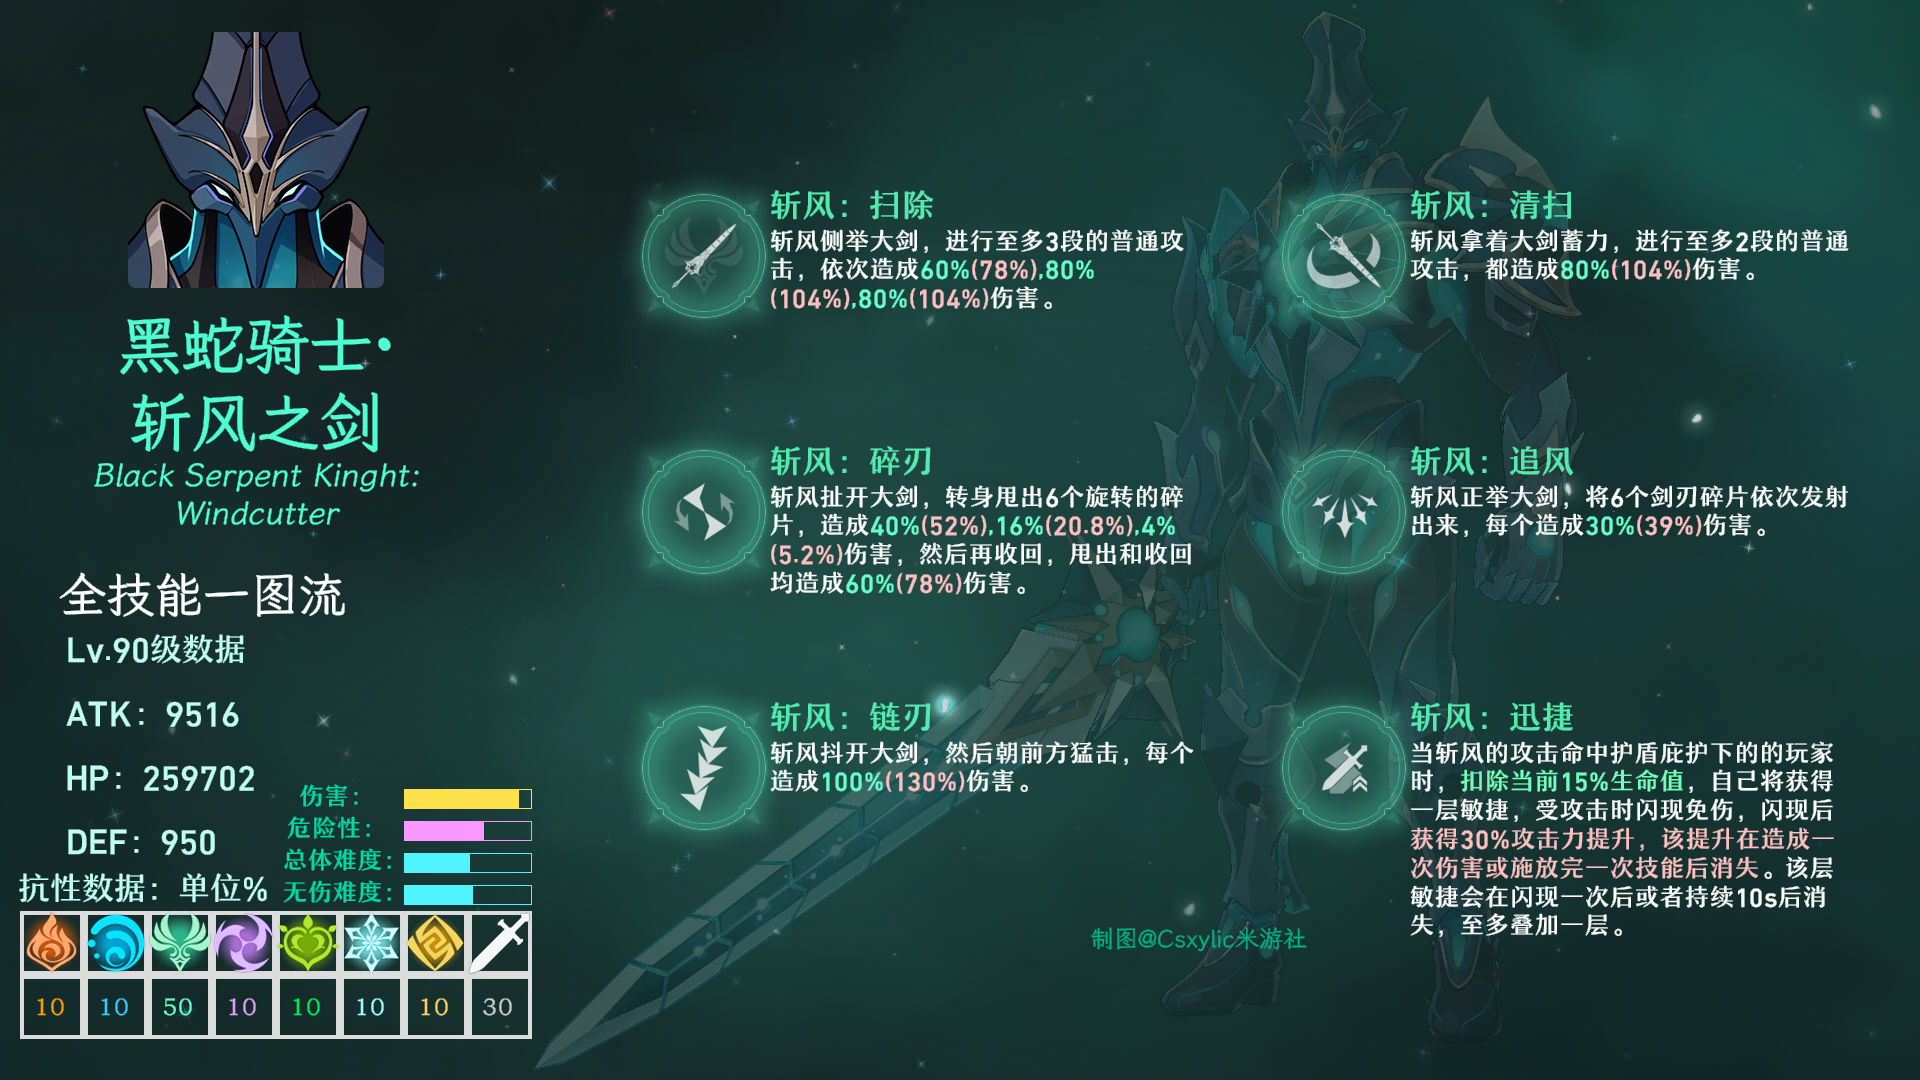 黑蛇骑士·
斩风之剑
Black Serpent Kinght:
Windcutter
全技能一图流
Lv.90级数据
ATK：9516
HP：259702
DEF：950
伤害：
危险性：
总体难度：
无伤难度：
抗性数据：单位%
10 10 50 10 10 10 10 30
斩风：扫除
斩风侧举大剑，进行至多3段的普通攻
击，依次造成60%(78%),80%
(104%),80%(104%)伤害。
斩风：清扫
斩风拿着大剑蓄力，进行至多2段的普通
攻击，都造成80%(104%)伤害。
斩风：碎刃
斩风扯开大剑，转身甩出6个旋转的碎
片，造成40%(52%),16%(20.8%),4%
(5.2%)伤害，然后再收回，甩出和收回
均造成60%(78%)伤害。
斩风：追风
斩风正举大剑，将6个剑刃碎片依次发射
出来，每个造成30%(39%)伤害。
斩风：链刃
斩风抖开大剑，然后朝前方猛击，每个
造成100%(130%)伤害。
斩风：迅捷
当斩风的攻击命中护盾庇护下的的玩家
时，扣除当前15%生命值，自己将获得
一层敏捷，受攻击时闪现免伤，闪现后
获得30%攻击力提升，该提升在造成一
次伤害或施放完一次技能后消失。该层
敏捷会在闪现一次后或者持续10s后消
失，至多叠加一层。
制图@Csxylic米游社